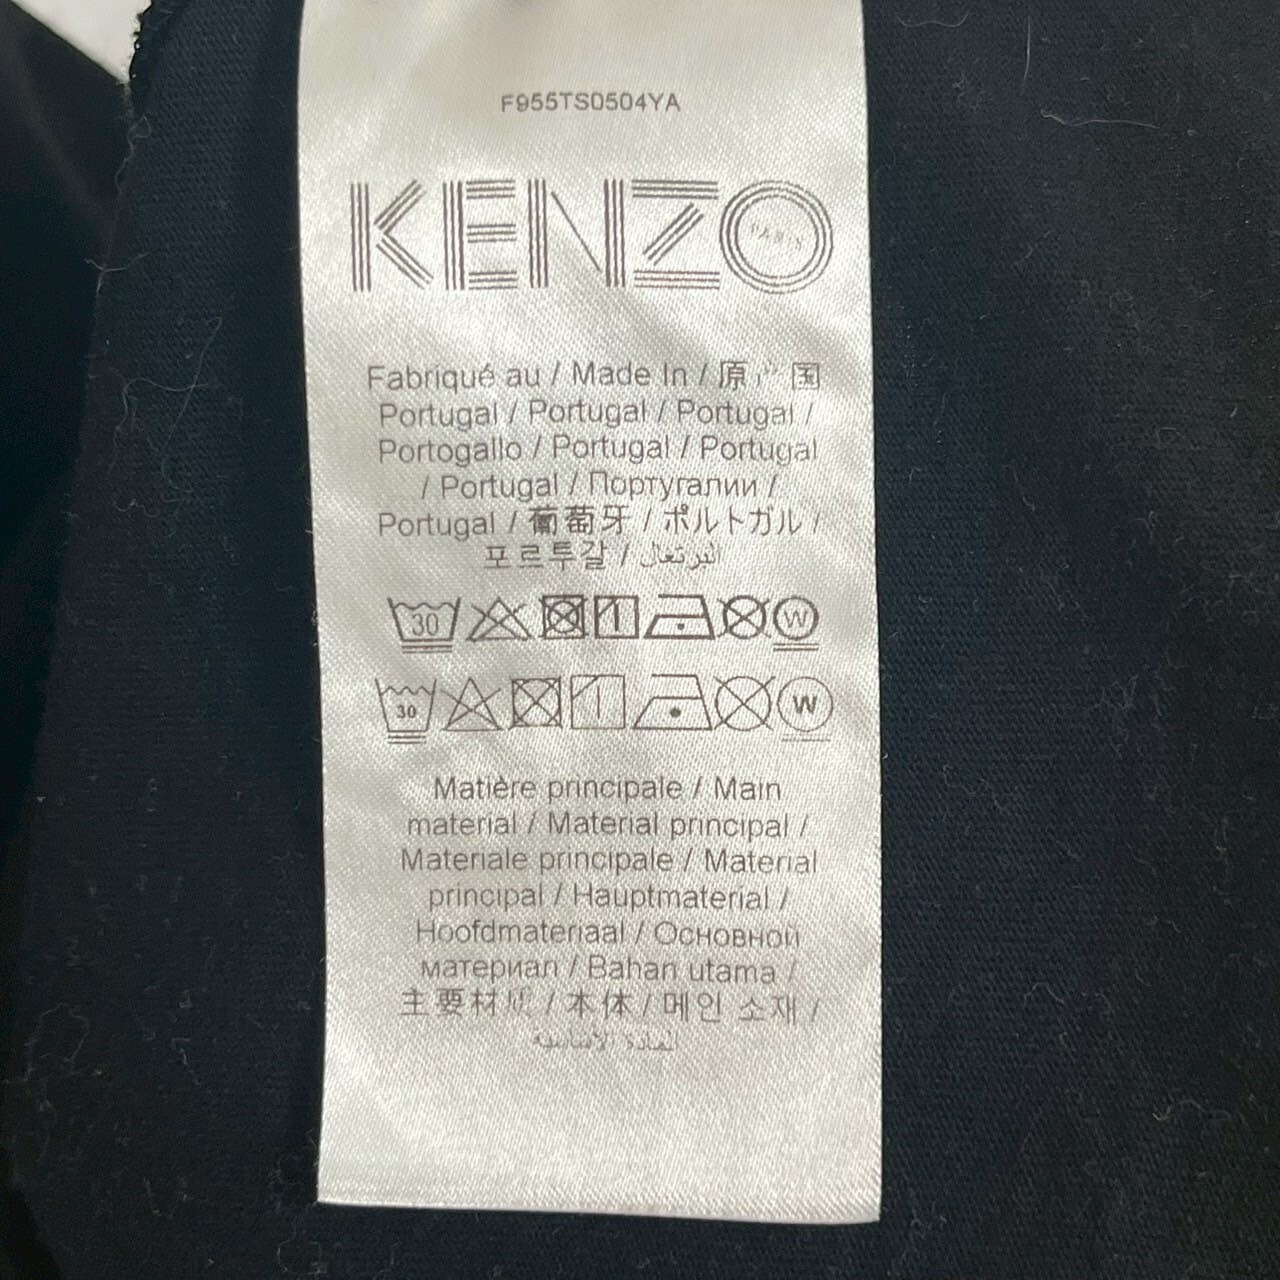 F955TS0504YA
KENZO
PARIS
Fabriqué au / Made In / 原产国
Portugal / Portugal / Portugal /
Portogallo / Portugal / Portugal
/ Portugal / Португалии /
Portugal / 葡萄牙 / ポルトガル /
포르투갈 / البرتغال
30 W
30 W
Matière principale / Main
material / Material principal /
Materiale principale / Material
principal / Hauptmaterial /
Hoofdmateriaal / Основной
материал / Bahan utama /
主要材质 / 本体 / 메인 소재 /
المادة الأساسية